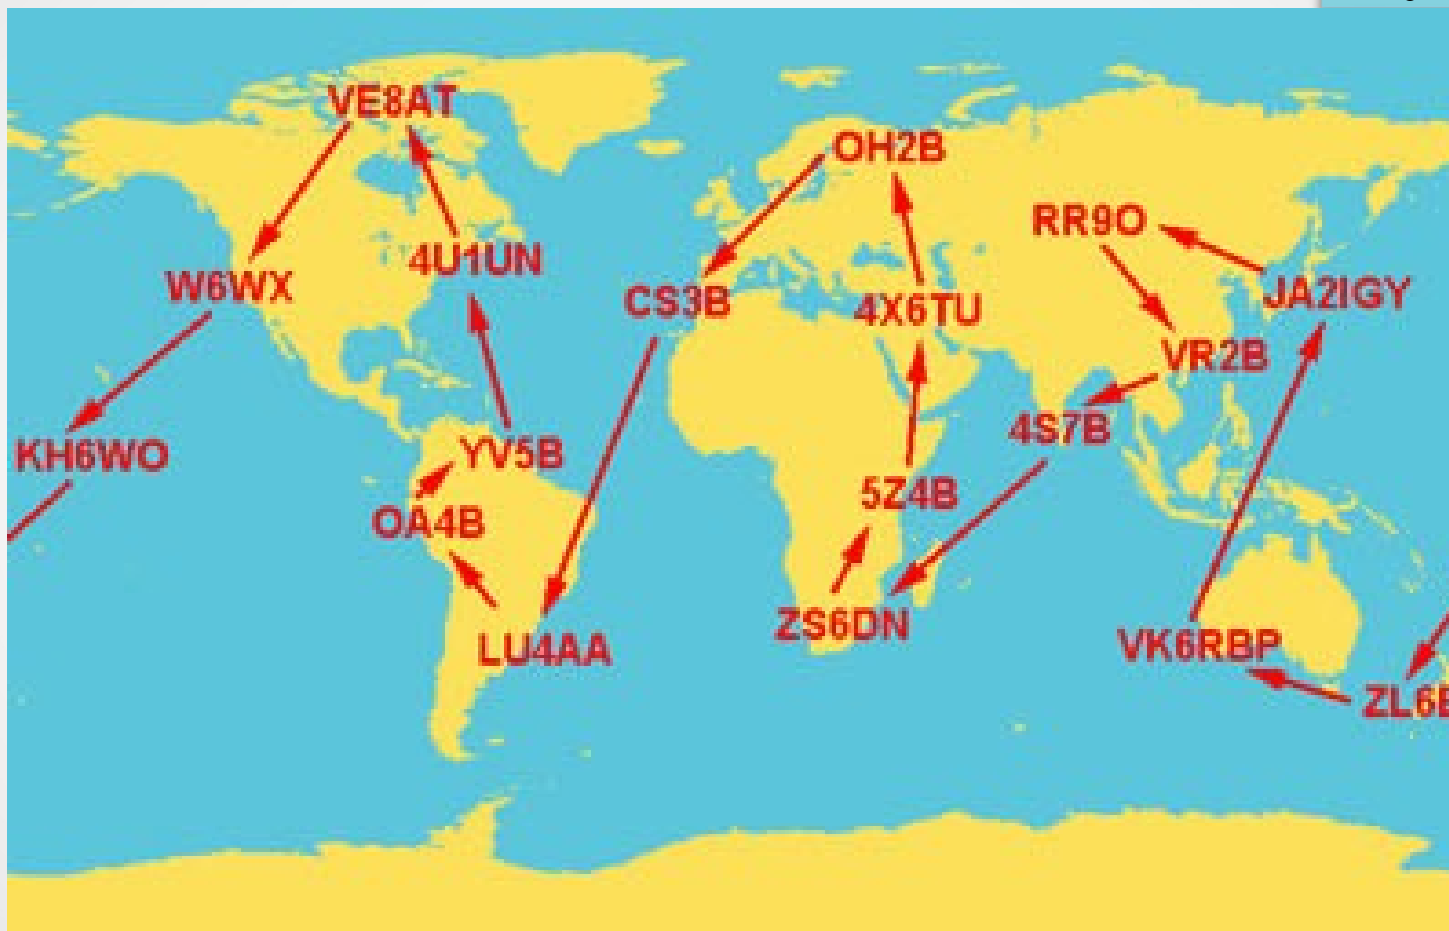 VE8AT
OH2B
RR9O
4U1UN
W6WX
CS3B
4X6TU
JA2IGY
VR2B
4S7B
KH6WO
YV5B
5Z4B
OA4B
ZS6DN
LU4AA
VK6RBP